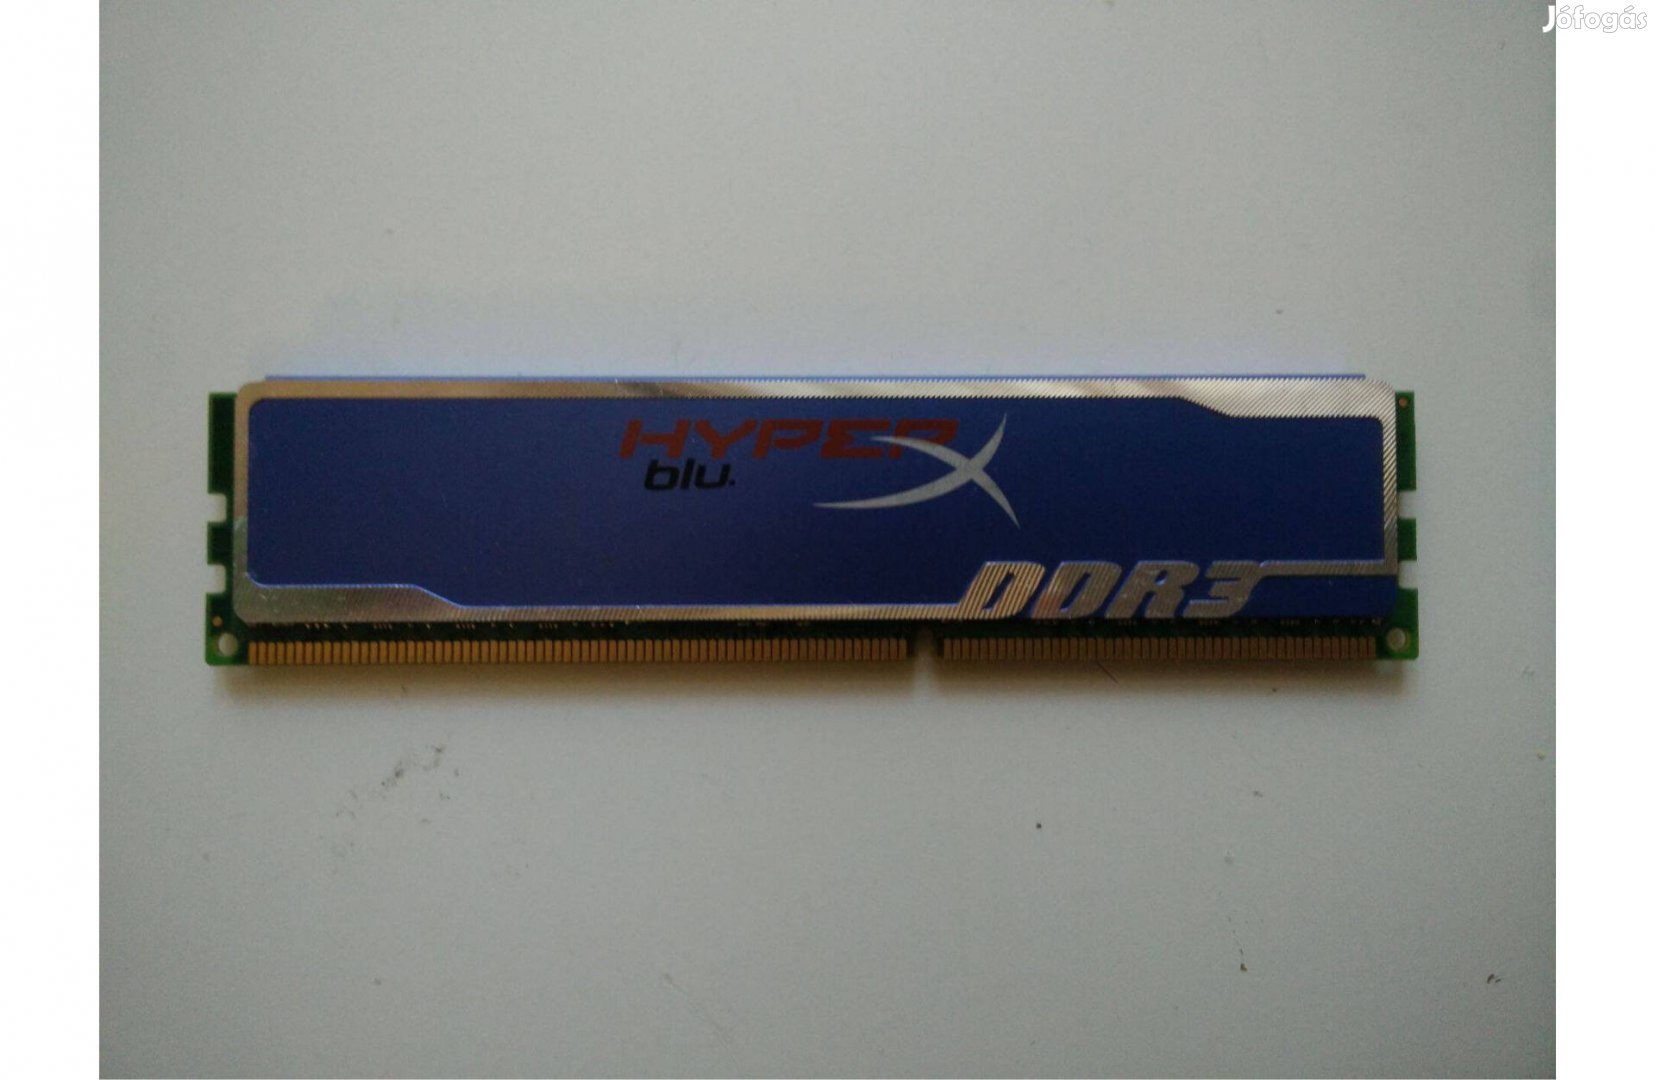 Jófogás
HYPER X
blu.
DDR3